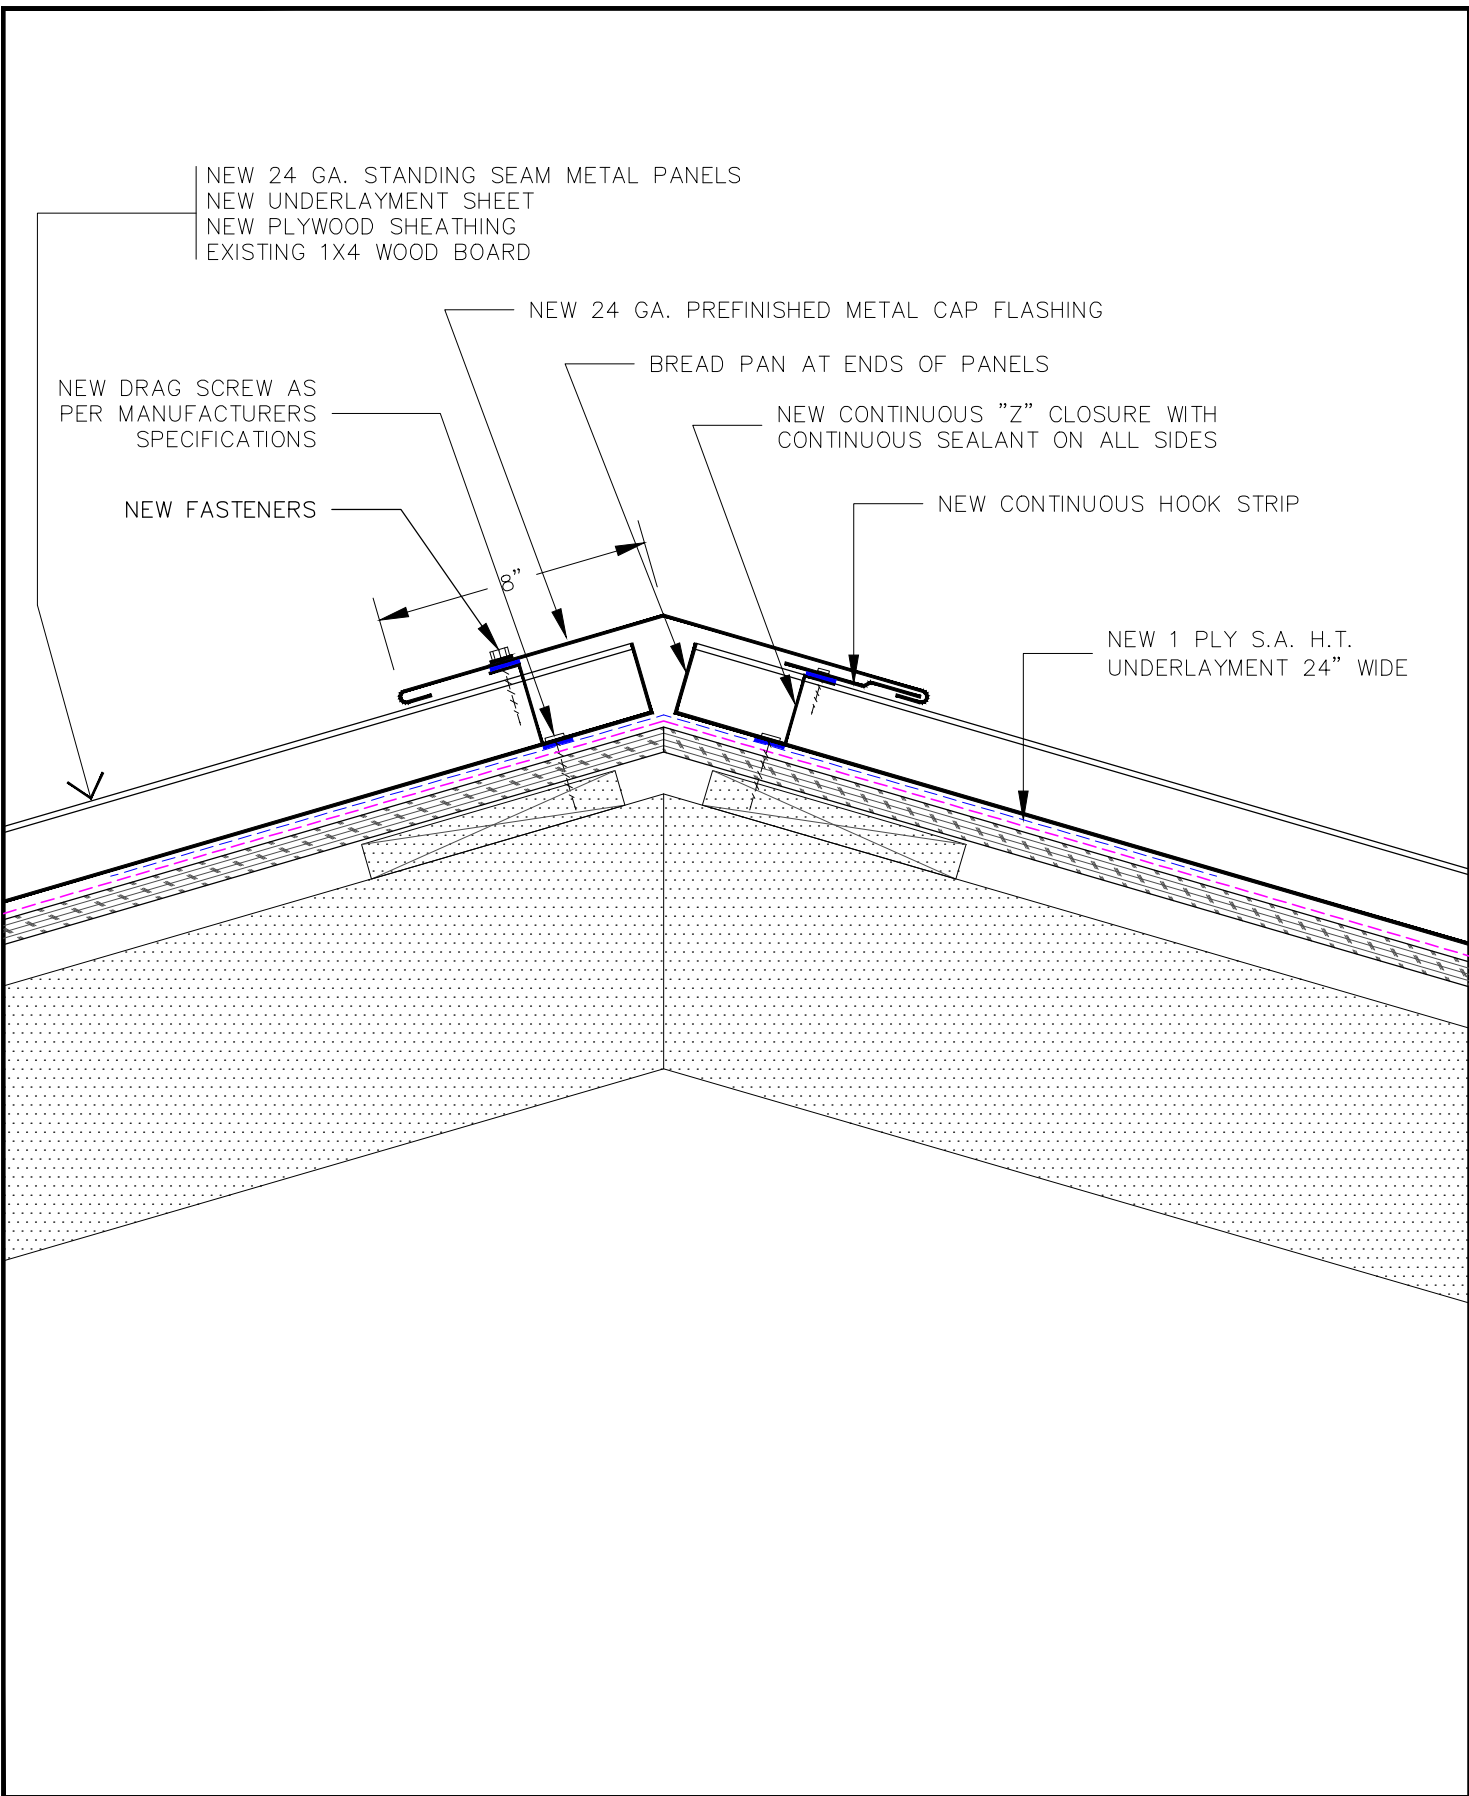 NEW 24 GA. STANDING SEAM METAL PANELS
NEW UNDERLAYMENT SHEET
NEW PLYWOOD SHEATHING
EXISTING 1X4 WOOD BOARD
NEW 24 GA. PREFINISHED METAL CAP FLASHING
BREAD PAN AT ENDS OF PANELS
NEW DRAG SCREW AS
PER MANUFACTURERS
SPECIFICATIONS
NEW CONTINUOUS "Z" CLOSURE WITH
CONTINUOUS SEALANT ON ALL SIDES
NEW FASTENERS
NEW CONTINUOUS HOOK STRIP
8"
NEW 1 PLY S.A. H.T.
UNDERLAYMENT 24" WIDE